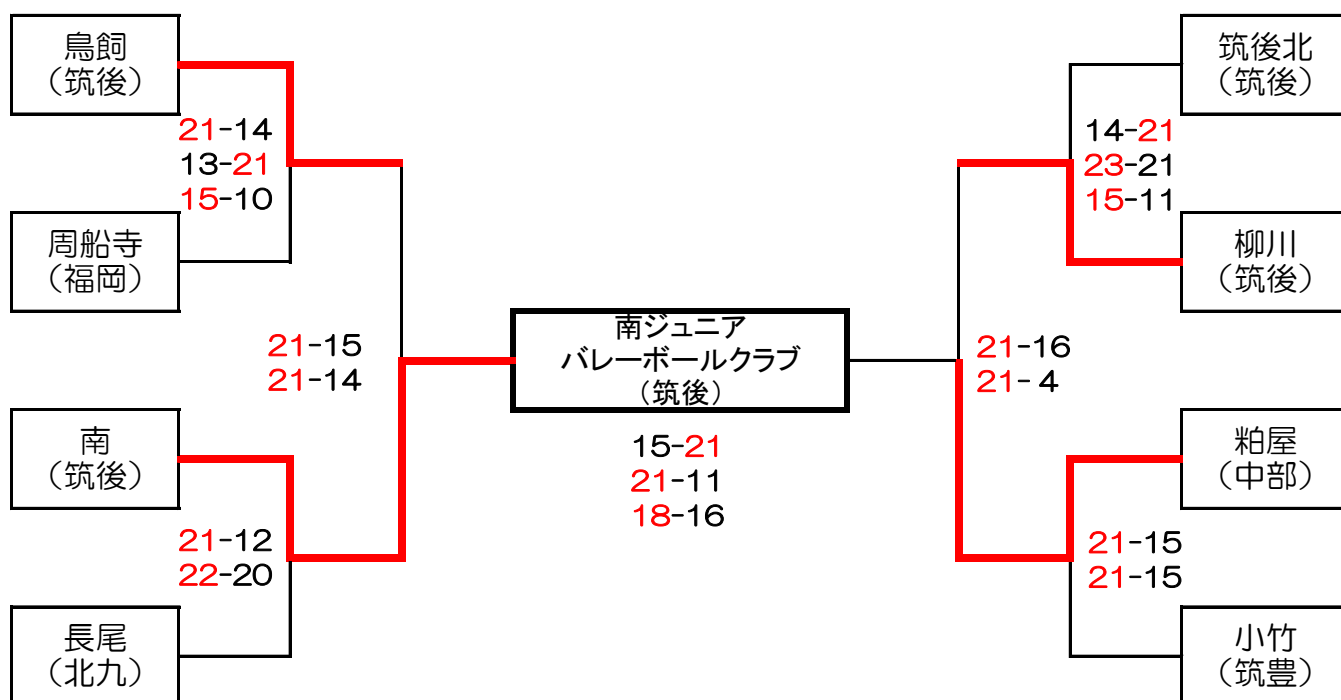 鳥飼
（筑後）
21-14
13-21
15-10
周船寺
（福岡）
21-15
21-14
南
（筑後）
21-12
22-20
長尾
（北九）
南ジュニア
バレーボールクラブ
（筑後）
15-21
21-11
18-16
筑後北
（筑後）
14-21
23-21
15-11
柳川
（筑後）
21-16
21- 4
粕屋
（中部）
21-15
21-15
小竹
（筑豊）